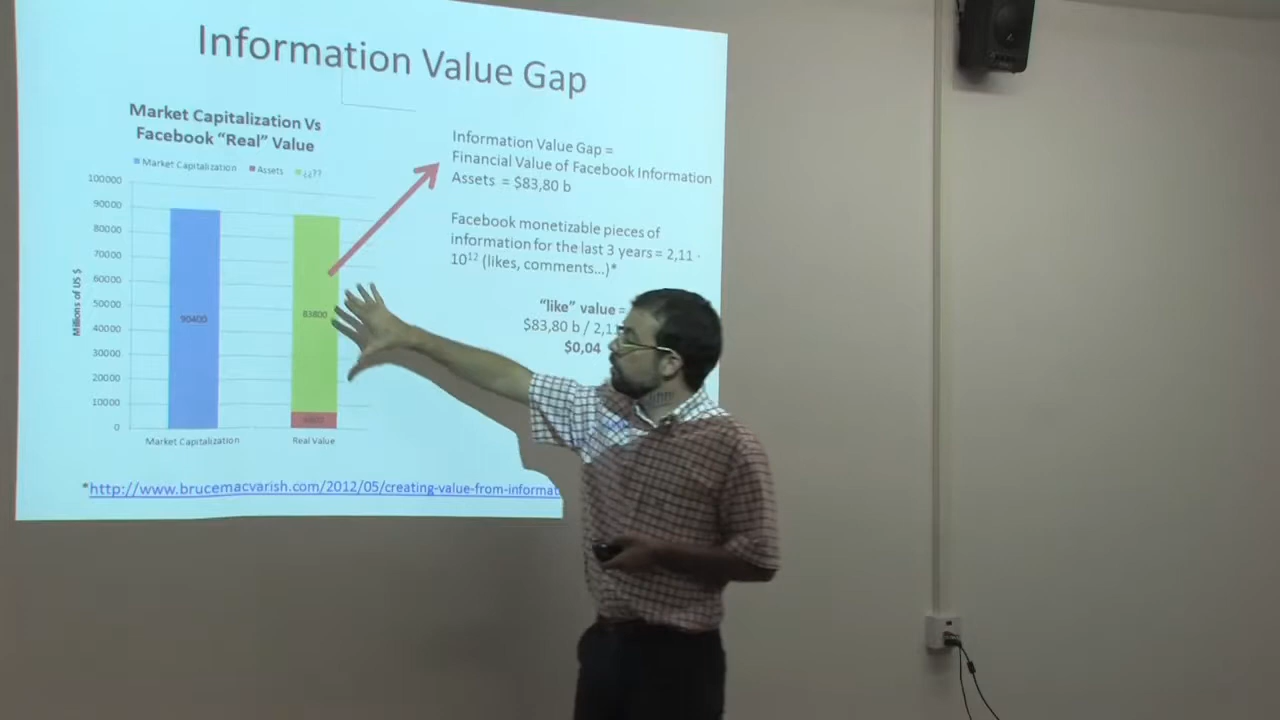 Information Value Gap
Market Capitalization Vs
Facebook “Real” Value
Market Capitalization Assets ¿¿??
100000
90000
80000
70000
60000
50000
40000
30000
20000
10000
0
Millions of US $
90400
83800
Market Capitalization Real Value
Information Value Gap =
Financial Value of Facebook Information
Assets = $83,80 b
Facebook monetizable pieces of
information for the last 3 years = 2,11 ·
10¹² (likes, comments...)*
“like” value =
$83,80 b / 2,11
$0,04
*http://www.brucemacvarish.com/2012/05/creating-value-from-informat